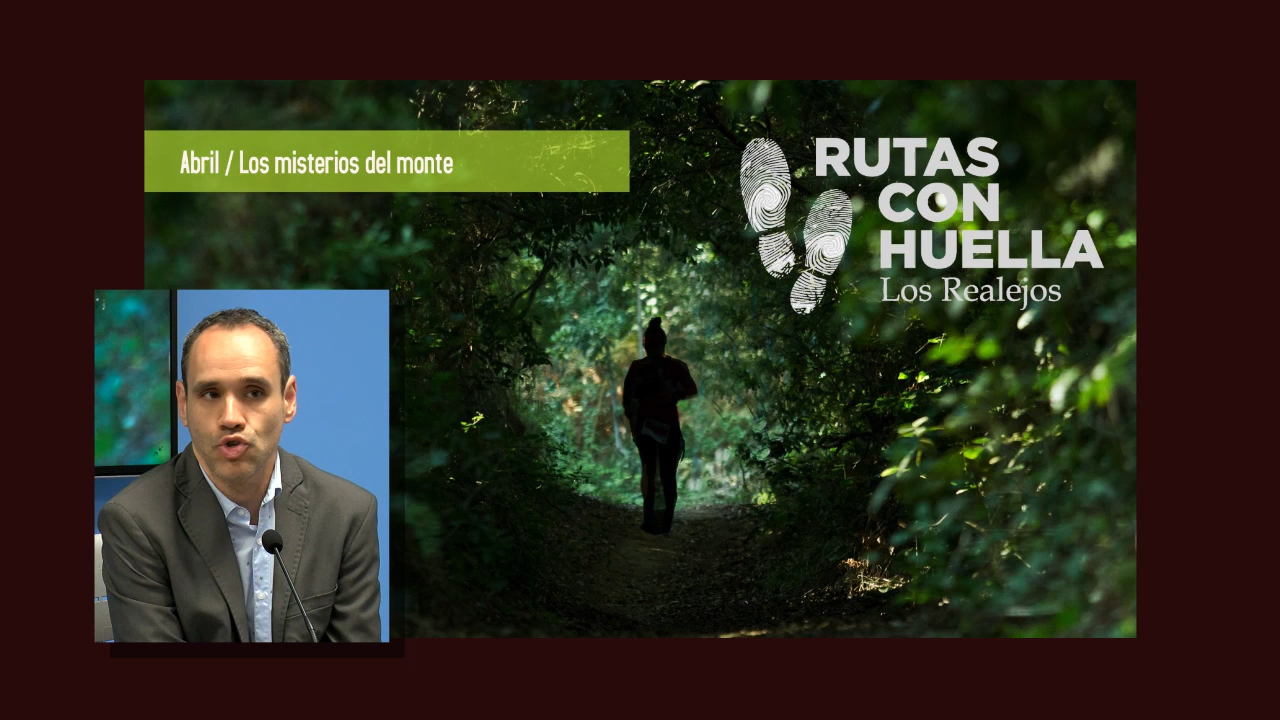 Abril / Los misterios del monte
RUTAS
CON
HUELLA
Los Realejos